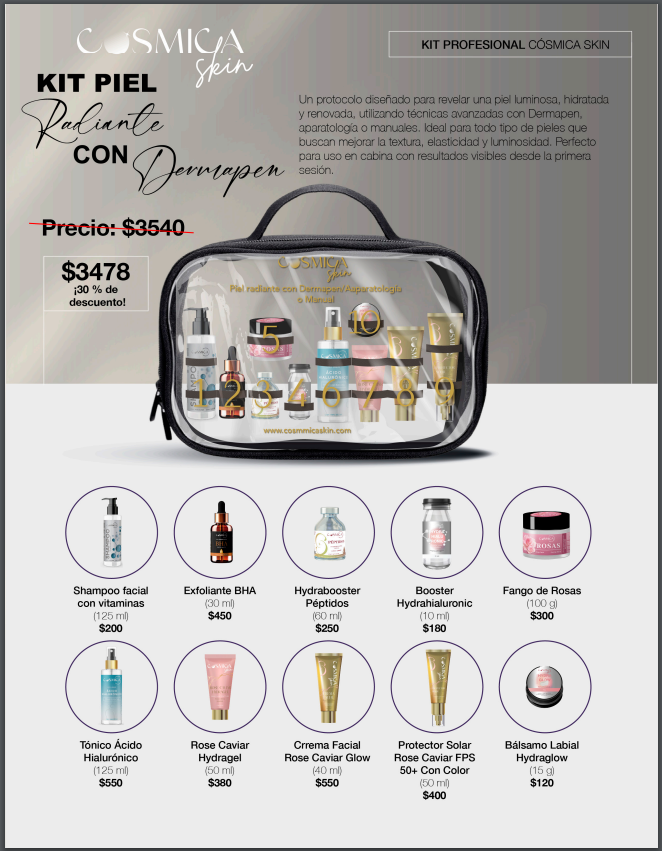 COSMICA
Skin
KIT PROFESIONAL CÓSMICA SKIN
KIT PIEL
Radiante
CON
Dermapen
Un protocolo diseñado para revelar una piel luminosa, hidratada
y renovada, utilizando técnicas avanzadas con Dermapen,
aparatología o manuales. Ideal para todo tipo de pieles que
buscan mejorar la textura, elasticidad y luminosidad. Perfecto
para uso en cabina con resultados visibles desde la primera
sesión.
Precio: $3540
$3478
¡30 % de
descuento!
COSMICA
Skin
Piel radiante con Dermapen/Aaparatología
o Manual
5
10
1 2 3 4 6 7 8 9
www.cosmmicaskin.com
Shampoo facial
con vitaminas
(125 ml)
$200
Exfoliante BHA
(30 ml)
$450
Hydrabooster
Péptidos
(60 ml)
$250
Booster
Hydrahialuronic
(10 ml)
$180
ROSAS
Fango de Rosas
(100 g)
$300
Tónico Ácido
Hialurónico
(125 ml)
$550
Rose Caviar
Hydragel
(50 ml)
$380
Crrema Facial
Rose Caviar Glow
(40 ml)
$550
Protector Solar
Rose Caviar FPS
50+ Con Color
(50 ml)
$400
Bálsamo Labial
Hydraglow
(15 g)
$120